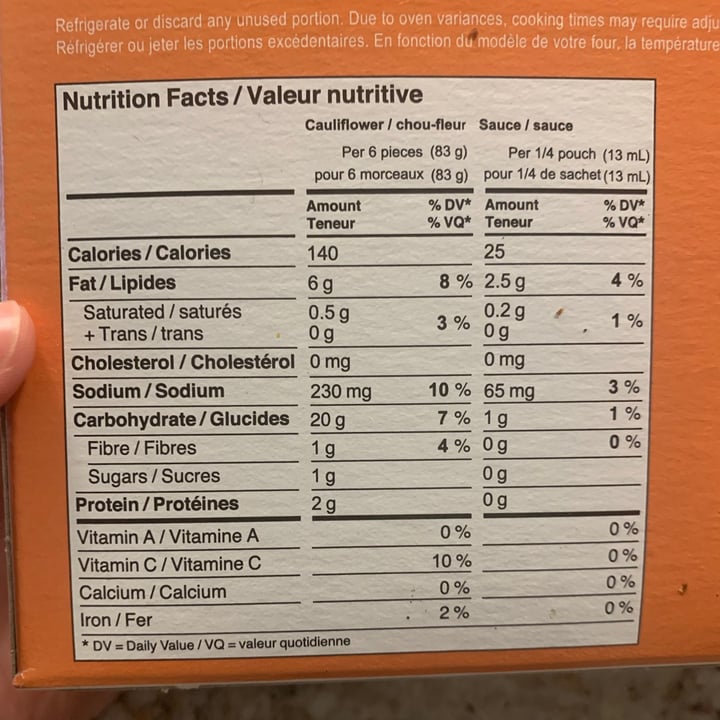 Refrigerate or discard any unused portion. Due to oven variances, cooking times may require
Réfrigérer ou jeter les portions excédentaires. En fonction du modèle de votre four, la température
Nutrition Facts / Valeur nutritive
Cauliflower / chou-fleur Sauce / sauce
Per 6 pieces (83 g) Per 1/4 pouch (13 mL)
pour 6 morceaux (83 g) pour 1/4 de sachet (13 mL)
Amount % DV* Amount % DV*
Teneur % VQ* Teneur % VQ*
Calories / Calories 140 25
Fat / Lipides 6 g 8 % 2.5 g 4 %
Saturated / saturés 0.5 g 0.2 g
+ Trans / trans 0 g 3 % 0 g 1 %
Cholesterol / Cholestérol 0 mg 0 mg
Sodium / Sodium 230 mg 10 % 65 mg 3 %
Carbohydrate / Glucides 20 g 7 % 1 g 1 %
Fibre / Fibres 1 g 4 % 0 g 0 %
Sugars / Sucres 1 g 0 g
Protein / Protéines 2 g 0 g
Vitamin A / Vitamine A 0 % 0 %
Vitamin C / Vitamine C 10 % 0 %
Calcium / Calcium 0 % 0 %
Iron / Fer 2 % 0 %
* DV = Daily Value / VQ = valeur quotidienne